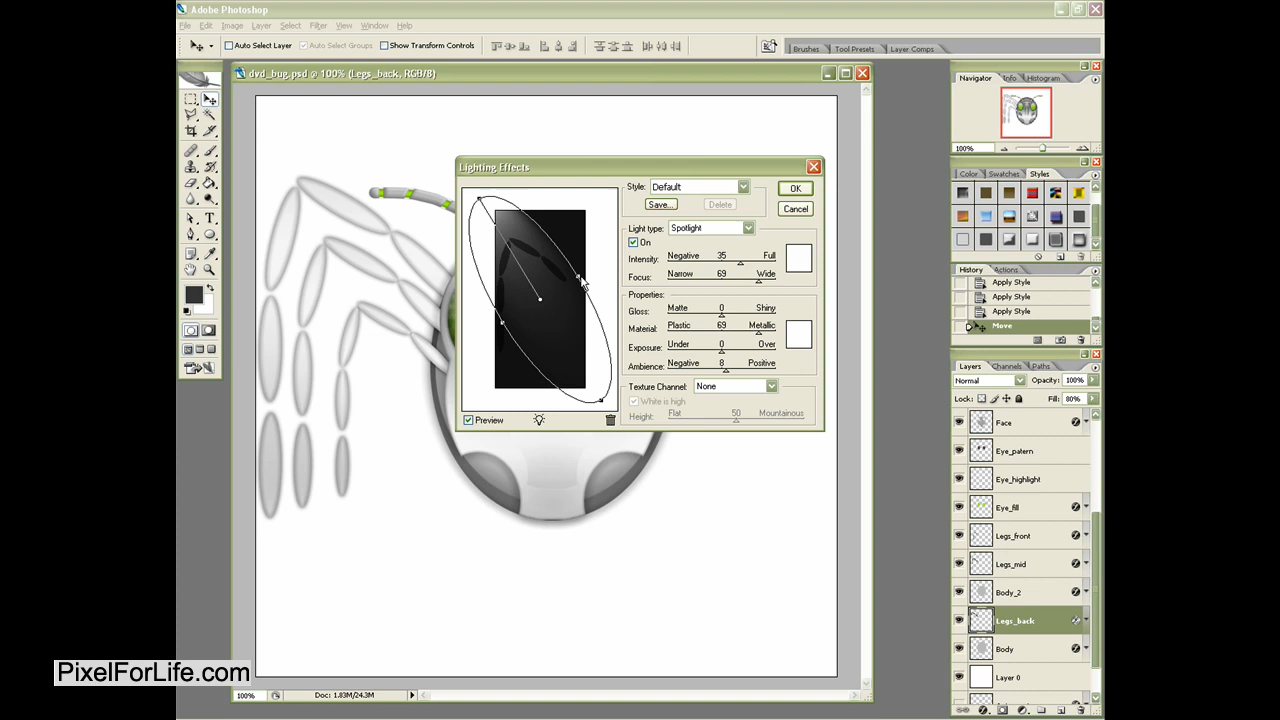 Adobe Photoshop
File Edit Image Layer Select Filter View Window Help
Auto Select Layer Auto Select Groups Show Transform Controls
Brushes Tool Presets Layer Comps
dvd_bug.psd @ 100% (Legs_back, RGB/8)
Navigator Info Histogram
100%
Color Swatches Styles
History Actions
Apply Style
Apply Style
Apply Style
Move
Layers Channels Paths
Normal Opacity: 100%
Lock: Fill: 80%
Face
Eye_patern
Eye_highlight
Eye_fill
Legs_front
Legs_mid
Body_2
Legs_back
Body
Layer 0
Lighting Effects
Style: Default
OK
Save... Delete
Cancel
Light type: Spotlight
On
Intensity: Negative 35 Full
Focus: Narrow 69 Wide
Properties:
Gloss: Matte 0 Shiny
Material: Plastic 69 Metallic
Exposure: Under 0 Over
Ambience: Negative 8 Positive
Texture Channel: None
White is high
Height: Flat 50 Mountainous
Preview
PixelForLife.com
100% Doc: 1.83M/24.3M